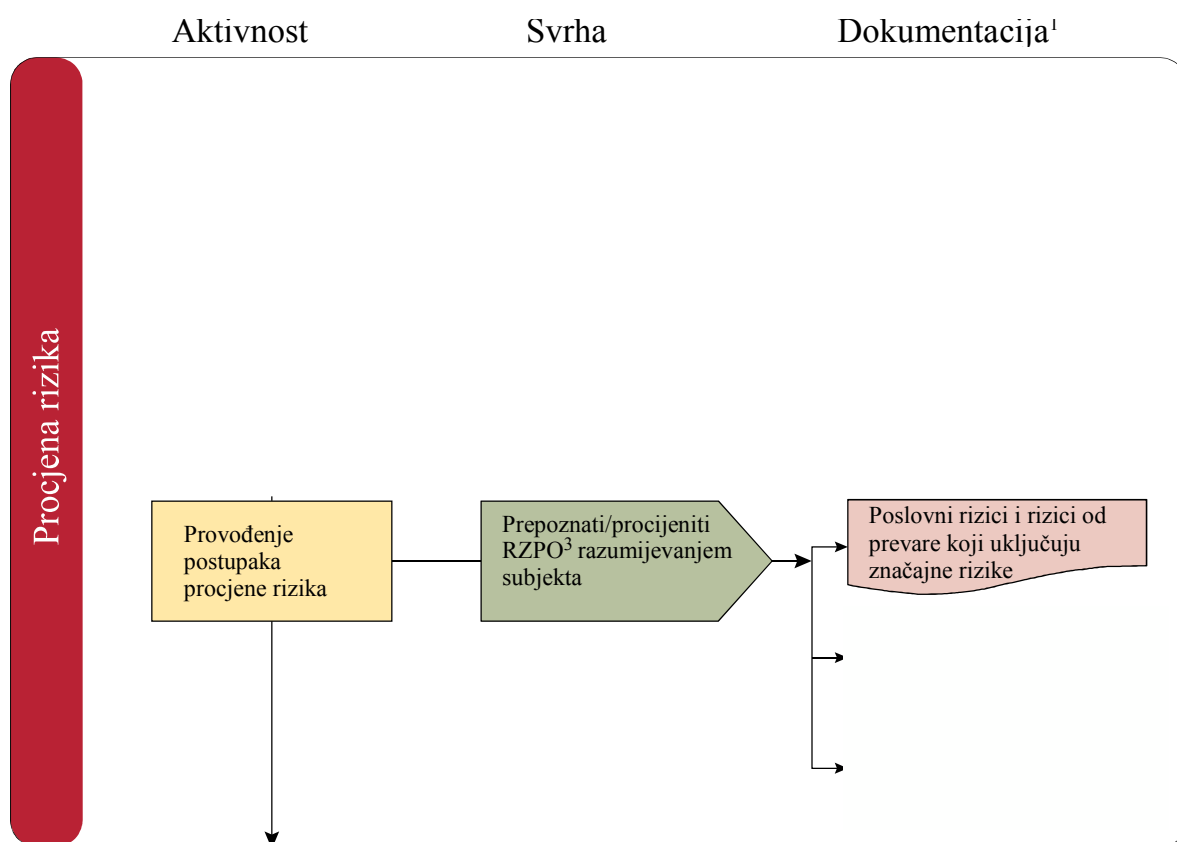 Aktivnost
Svrha
Dokumentacija¹
Procjena rizika
Provođenje
postupaka
procjene rizika
Prepoznati/procijeniti
RZPO³ razumijevanjem
subjekta
Poslovni rizici i rizici od
prevare koji uključuju
značajne rizike